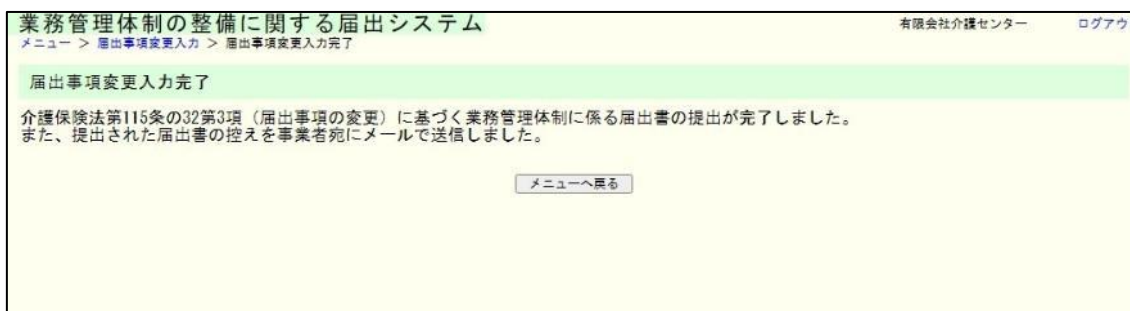 業務管理体制の整備に関する届出システム
有限会社介護センター
ログアウ
メニュー > 届出事項変更入力 > 届出事項変更入力完了
届出事項変更入力完了
介護保険法第115条の32第3項（届出事項の変更）に基づく業務管理体制に係る届出書の提出が完了しました。
また、提出された届出書の控えを事業者宛にメールで送信しました。
メニューへ戻る